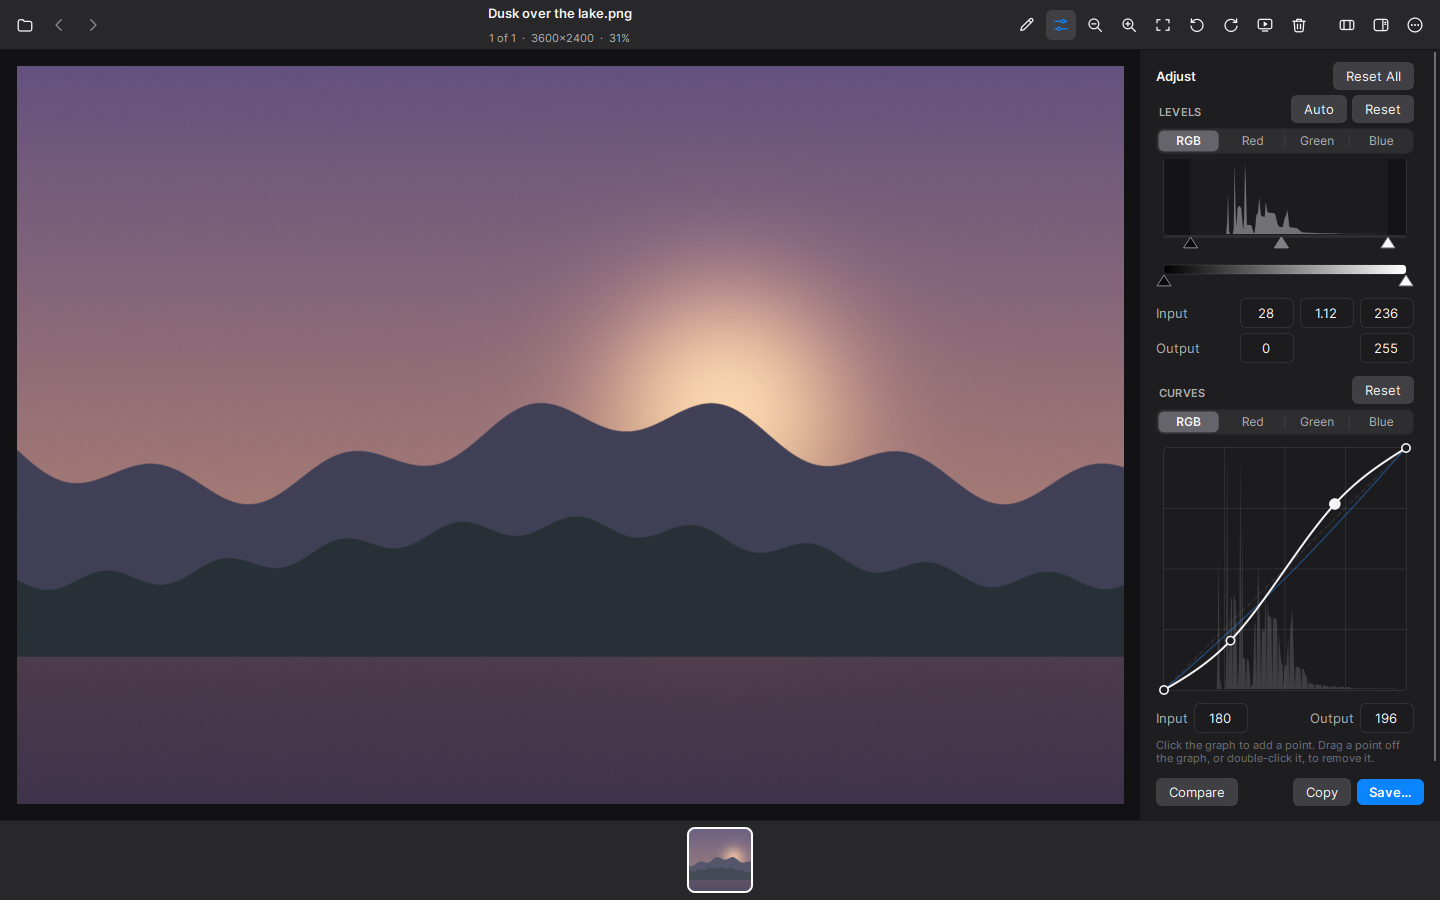 Dusk over the lake.png
1 of 1 · 3600×2400 · 31%
Adjust
Reset All
LEVELS
Auto
Reset
RGB Red Green Blue
Input 28 1.12 236
Output 0 255
CURVES
Reset
RGB Red Green Blue
Input 180 Output 196
Click the graph to add a point. Drag a point off
the graph, or double-click it, to remove it.
Compare Copy Save...